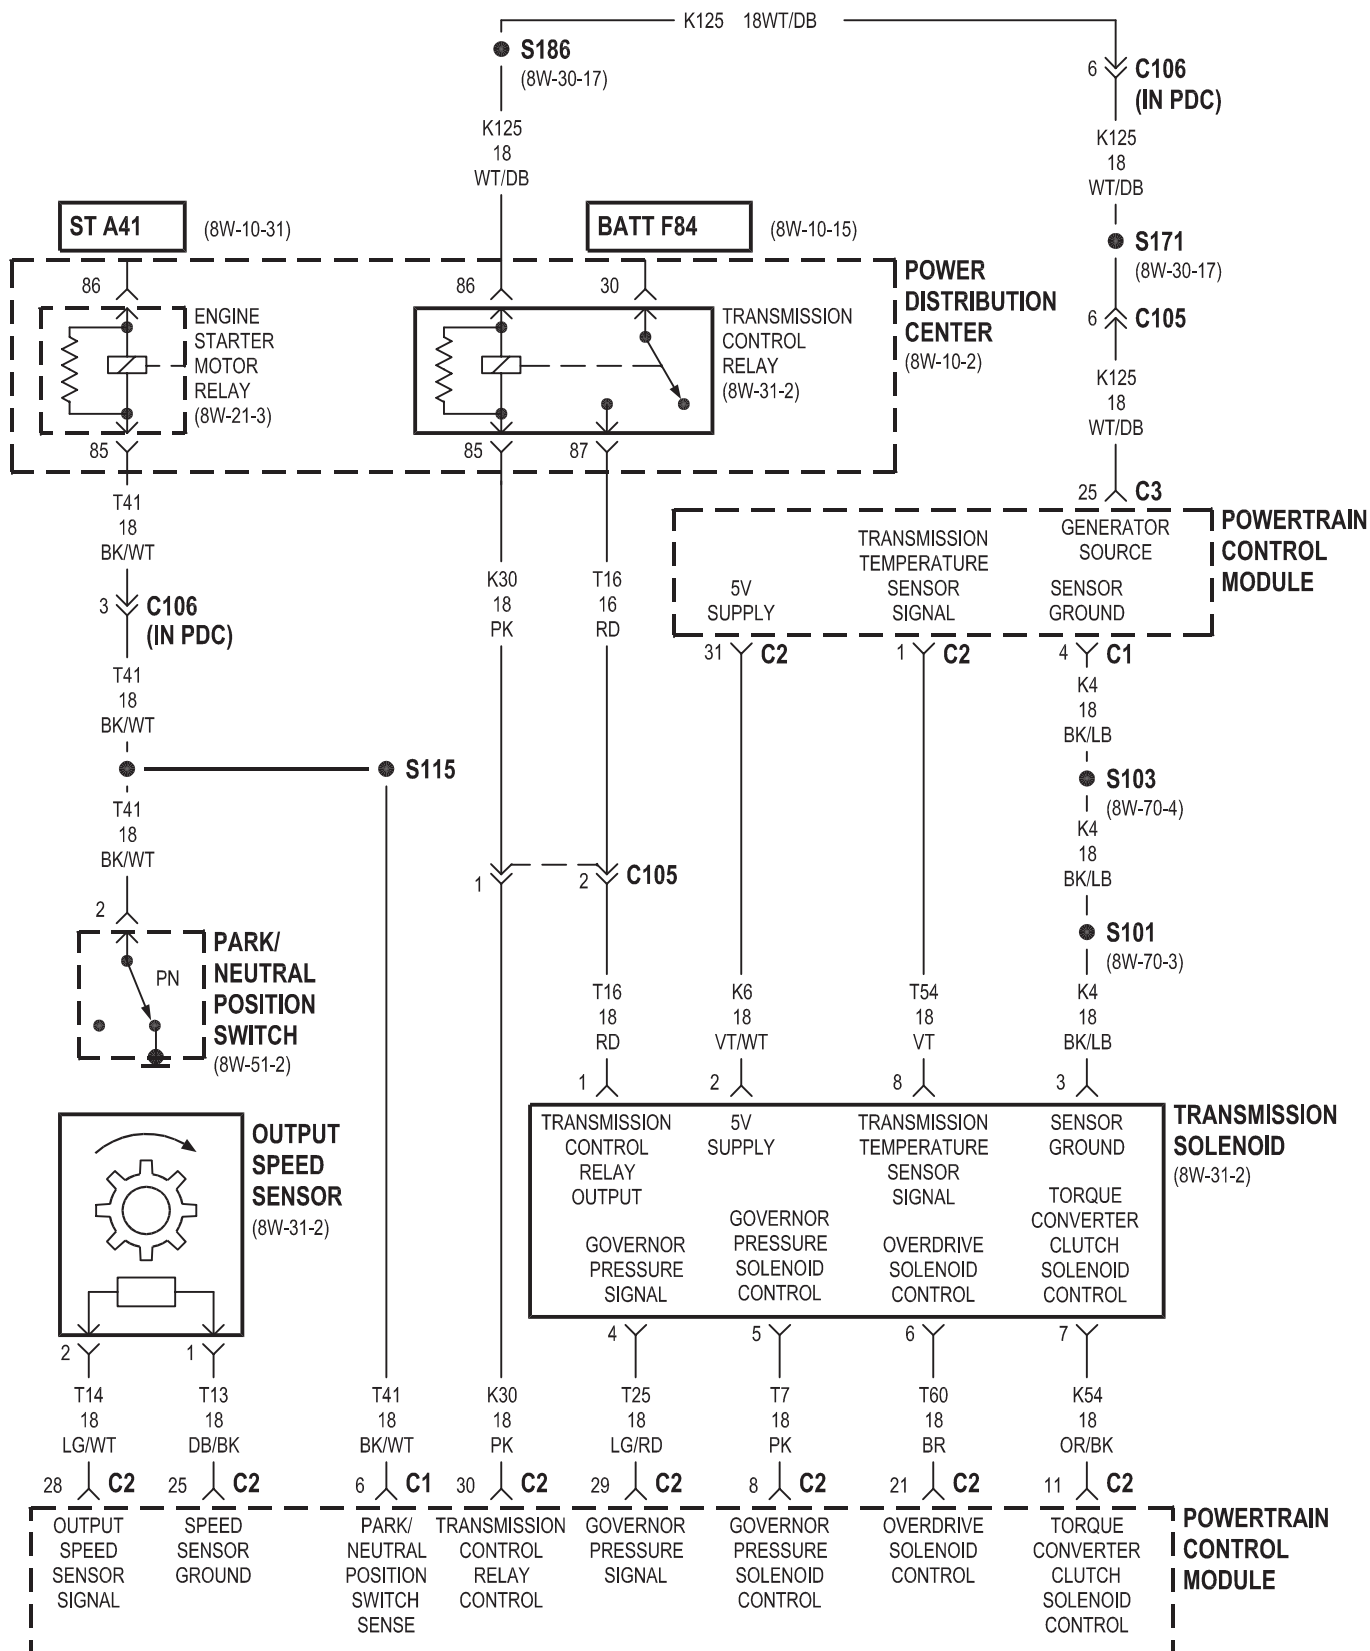 K125 18WT/DB
S186
(8W-30-17)
6
C106
(IN PDC)
K125
18
WT/DB
K125
18
WT/DB
ST A41
(8W-10-31)
BATT F84
(8W-10-15)
S171
(8W-30-17)
POWER
DISTRIBUTION
CENTER
(8W-10-2)
86
86
30
ENGINE
STARTER
MOTOR
RELAY
(8W-21-3)
TRANSMISSION
CONTROL
RELAY
(8W-31-2)
6
C105
K125
18
WT/DB
85
85
87
25
C3
T41
18
BK/WT
POWERTRAIN
CONTROL
MODULE
GENERATOR
SOURCE
TRANSMISSION
TEMPERATURE
SENSOR
SIGNAL
5V
SUPPLY
SENSOR
GROUND
K30
18
PK
T16
16
RD
3
C106
(IN PDC)
31
C2
1
C2
4
C1
T41
18
BK/WT
K4
18
BK/LB
S115
S103
(8W-70-4)
T41
18
BK/WT
K4
18
BK/LB
1
2
C105
2
S101
(8W-70-3)
PARK/
NEUTRAL
POSITION
SWITCH
(8W-51-2)
PN
T16
18
RD
K6
18
VT/WT
T54
18
VT
K4
18
BK/LB
1
2
8
3
TRANSMISSION
SOLENOID
(8W-31-2)
TRANSMISSION
CONTROL
RELAY
OUTPUT
5V
SUPPLY
TRANSMISSION
TEMPERATURE
SENSOR
SIGNAL
SENSOR
GROUND
OUTPUT
SPEED
SENSOR
(8W-31-2)
GOVERNOR
PRESSURE
SIGNAL
GOVERNOR
PRESSURE
SOLENOID
CONTROL
OVERDRIVE
SOLENOID
CONTROL
TORQUE
CONVERTER
CLUTCH
SOLENOID
CONTROL
2
1
4
5
6
7
T14
18
LG/WT
T13
18
DB/BK
T41
18
BK/WT
K30
18
PK
T25
18
LG/RD
T7
18
PK
T60
18
BR
K54
18
OR/BK
28
C2
25
C2
6
C1
30
C2
29
C2
8
C2
21
C2
11
C2
OUTPUT
SPEED
SENSOR
SIGNAL
SPEED
SENSOR
GROUND
PARK/
NEUTRAL
POSITION
SWITCH
SENSE
TRANSMISSION
CONTROL
RELAY
CONTROL
GOVERNOR
PRESSURE
SIGNAL
GOVERNOR
PRESSURE
SOLENOID
CONTROL
OVERDRIVE
SOLENOID
CONTROL
TORQUE
CONVERTER
CLUTCH
SOLENOID
CONTROL
POWERTRAIN
CONTROL
MODULE